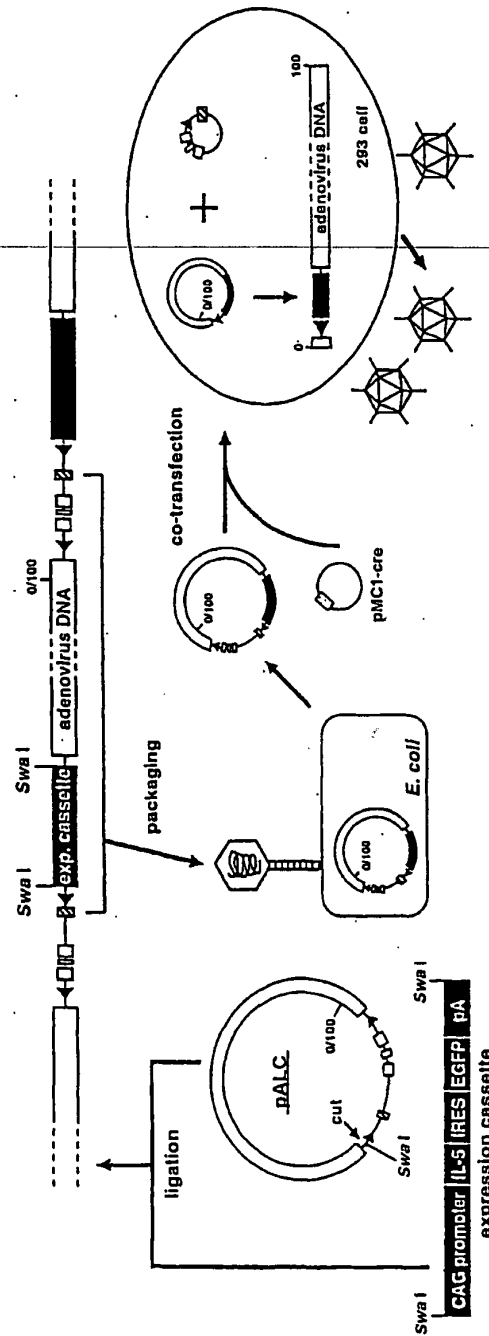 Swa I
Swa I
0/100
exp. cassette
adenovirus DNA
packaging
ligation
pALC
0/100
cut
Swa I
Swa I
Swa I
CAG promoter IL-5 IRES EGFP pA
expression cassette
0/100
E. coli
0/100
co-transfection
pMC1-cre
0/100
0
100
adenovirus DNA
293 cell